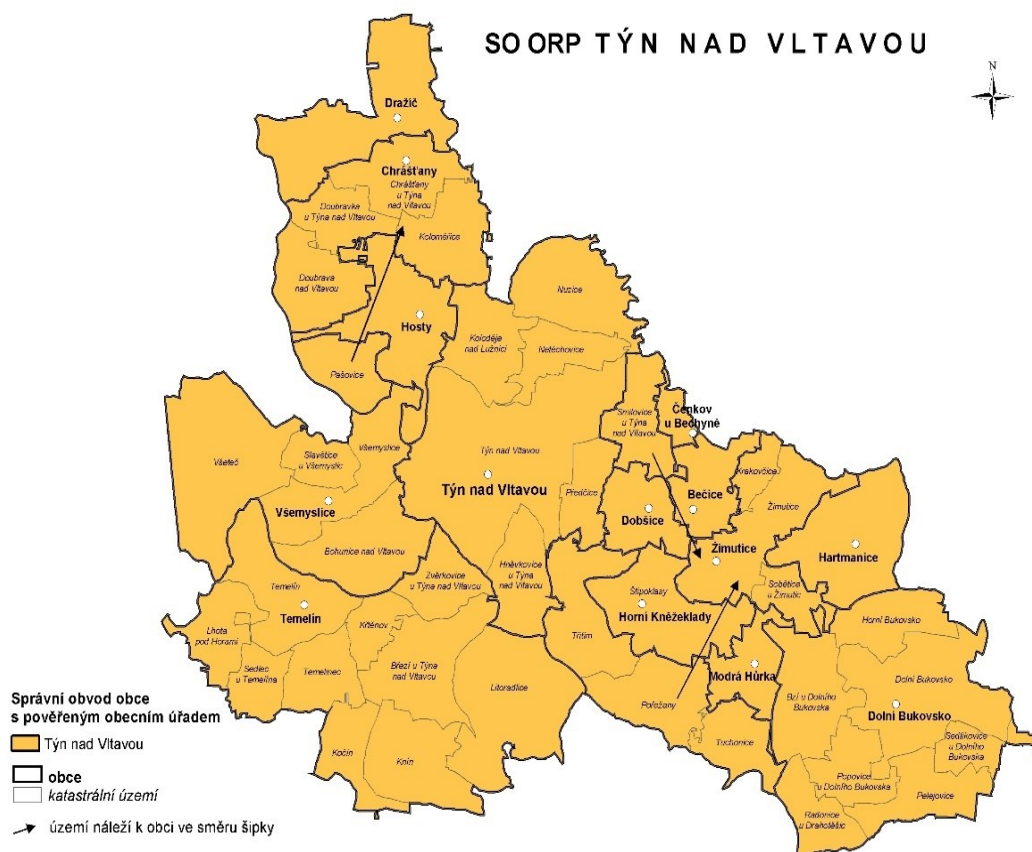 SO ORP TÝN NAD VLTAVOU
N
Dražič
Chrášťany
Chrášťany
u Týna
nad Vltavou
Doubravka
u Týna nad Vltavou
Koloměřice
Doubrava
nad Vltavou
Nuzice
Hosty
Koloděje
nad Lužnicí
Netěchovice
Pašovice
Smilovice
u Týna
nad Vltavou
Čenkov
u Bechyně
Všemyslice
Všeteč
Slavětice
u Všemyslic
Týn nad Vltavou
Krakovčice
Týn nad Vltavou
Předčice
Bečice
Žimutice
Všemyslice
Dobšice
Bohunice nad Vltavou
Žimutice
Hartmanice
Zvěrkovice
u Týna nad Vltavou
Hněvkovice
u Týna
nad Vltavou
Sobětice
u Žimutic
Temelín
Štipoklasy
Temelín
Horní Kněžeklady
Horní Bukovsko
Lhota
pod Horami
Křtěnov
Třitim
Sedlec
u Temelína
Temelinec
Březí u Týna
nad Vltavou
Litoradlice
Modrá Hůrka
Dolní Bukovsko
Pořežany
Bzí u Dolního
Bukovska
Dolní Bukovsko
Tuchonice
Sedlíkovice
u Dolního
Bukovska
Kočín
Knín
Popovice
u Dolního Bukovska
Pelejovice
Radonice
u Drahotěšic
Správní obvod obce
s pověřeným obecním úřadem
Týn nad Vltavou
obce
katastrální území
území náleží k obci ve směru šipky